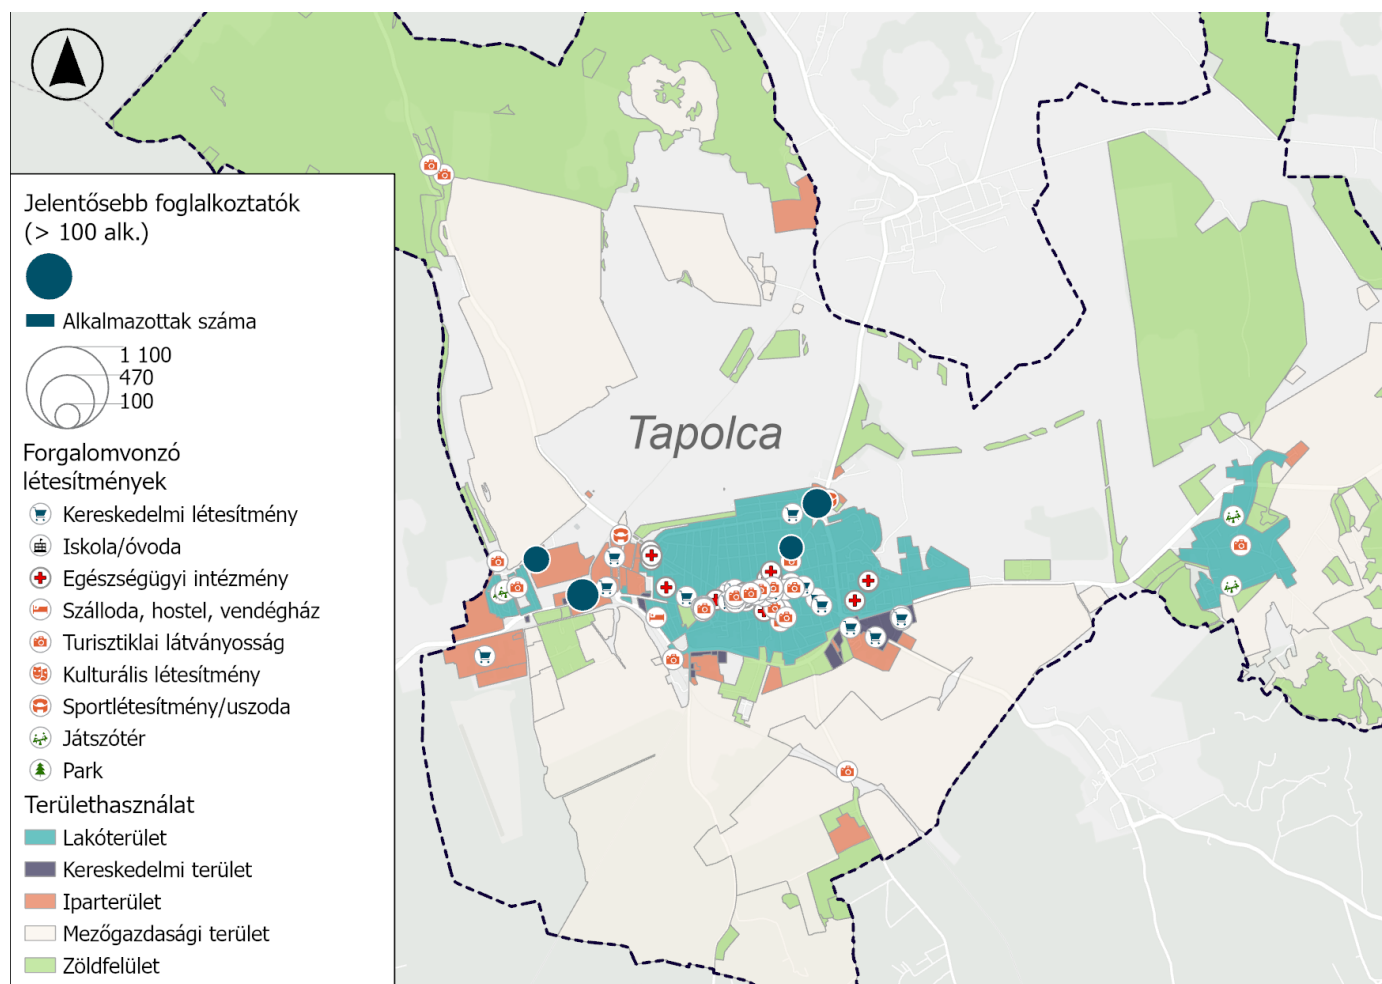 Jelentősebb foglalkoztatók
(> 100 alk.)
Alkalmazottak száma
1 100
470
100
Forgalomvonzó
létesítmények
Kereskedelmi létesítmény
Iskola/óvoda
Egészségügyi intézmény
Szálloda, hostel, vendégház
Turisztiklai látványosság
Kulturális létesítmény
Sportlétesítmény/uszoda
Játszótér
Park
Területhasználat
Lakóterület
Kereskedelmi terület
Iparterület
Mezőgazdasági terület
Zöldfelület
Tapolca